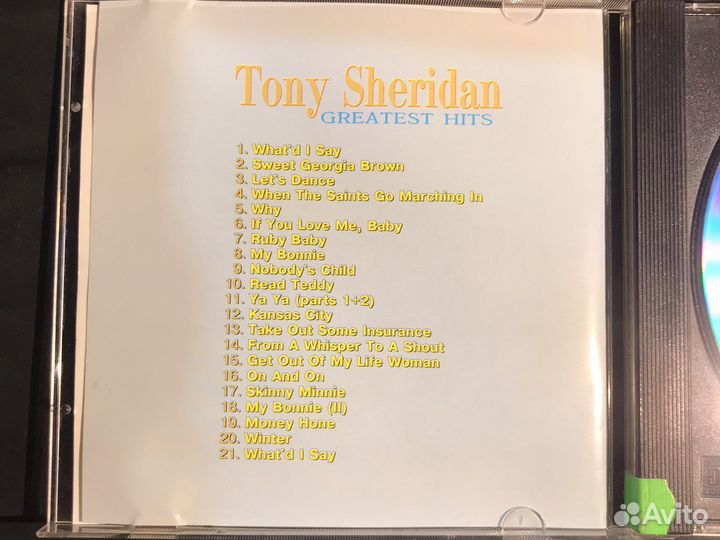 Tony Sheridan
GREATEST HITS
1. What'd I Say
2. Sweet Georgia Brown
3. Let's Dance
4. When The Saints Go Marching In
5. Why
6. If You Love Me, Baby
7. Ruby Baby
8. My Bonnie
9. Nobody's Child
10. Read Teddy
11. Ya Ya (parts 1+2)
12. Kansas City
13. Take Out Some Insurance
14. From A Whisper To A Shout
15. Get Out Of My Life Woman
16. On And On
17. Skinny Minnie
18. My Bonnie (II)
19. Money Hone
20. Winter
21. What'd I Say
Avito